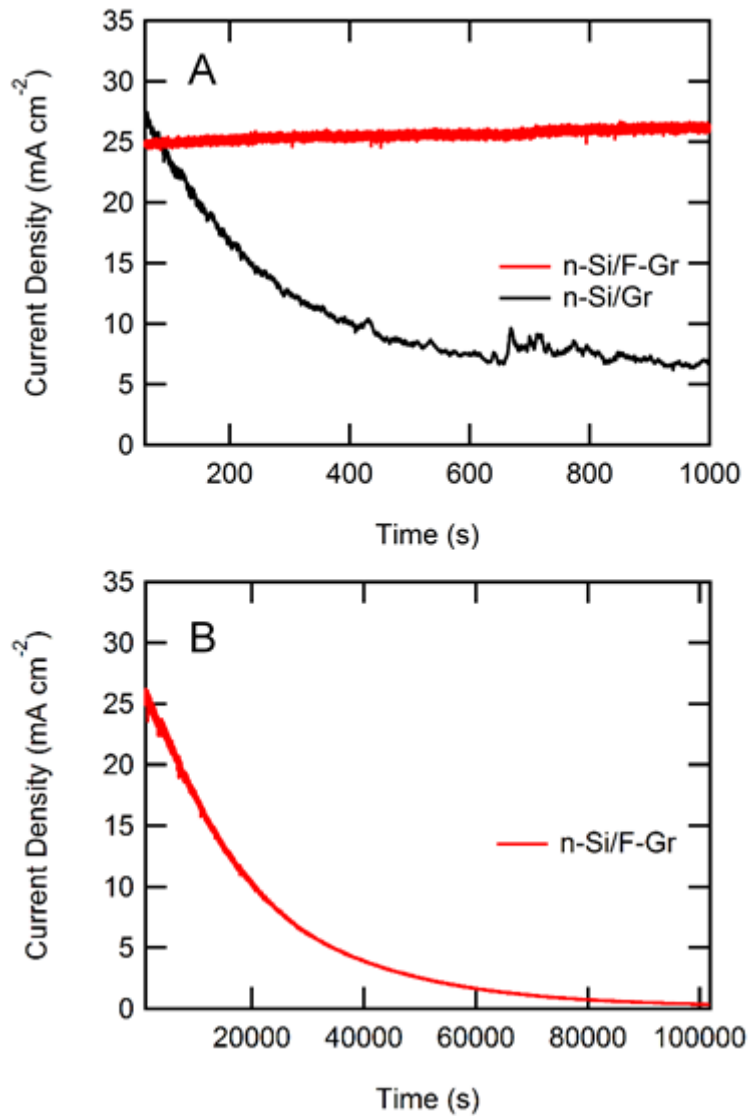 A
35
30
25
20
15
10
5
0
Current Density (mA cm⁻²)
n-Si/F-Gr
n-Si/Gr
200 400 600 800 1000
Time (s)
B
35
30
25
20
15
10
5
0
Current Density (mA cm⁻²)
n-Si/F-Gr
20000 40000 60000 80000 100000
Time (s)